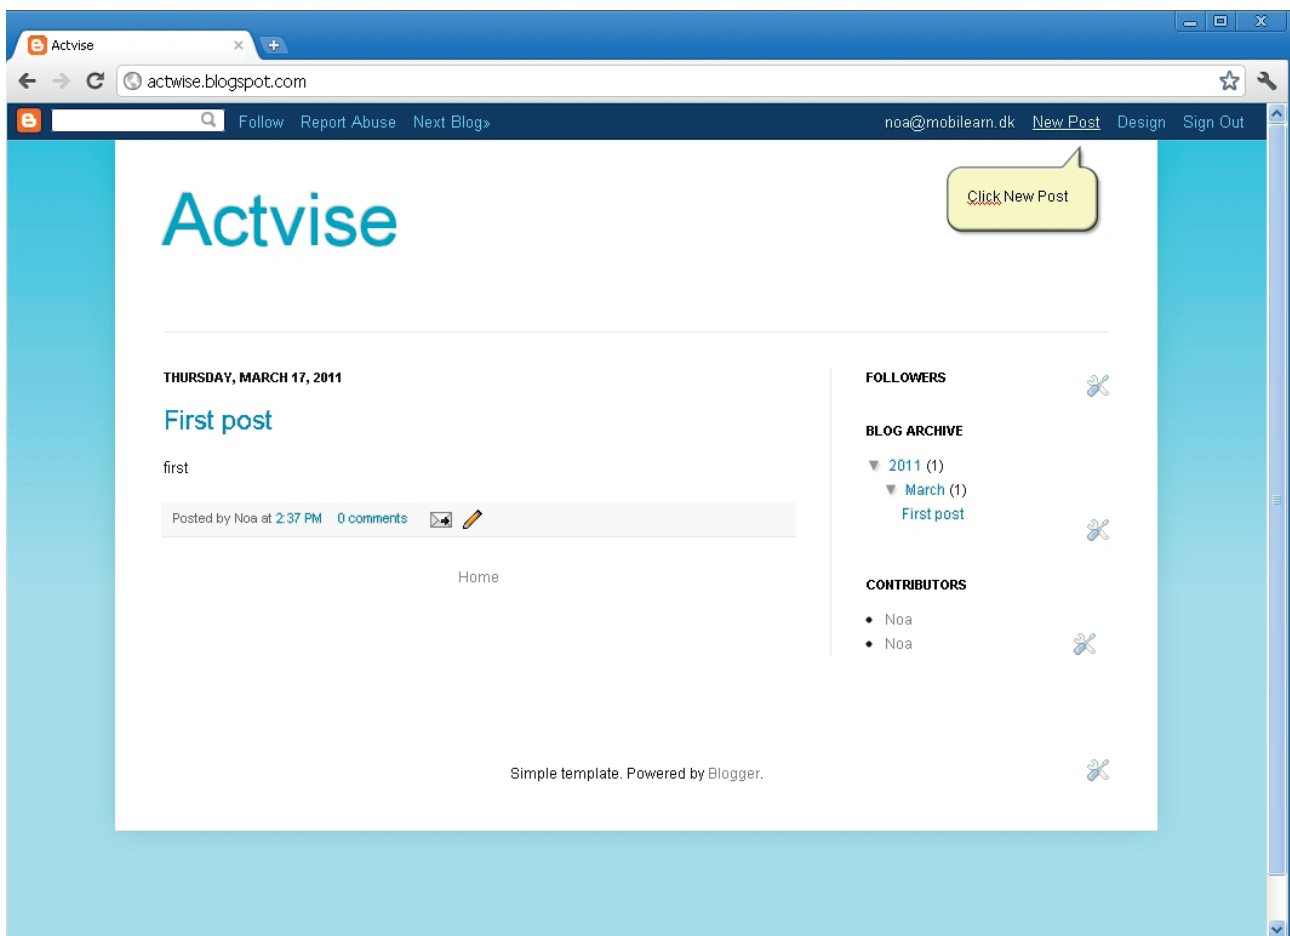 Actvise
actwise.blogspot.com
Follow Report Abuse Next Blog» noa@mobilearn.dk New Post Design Sign Out
Click New Post
Actvise
THURSDAY, MARCH 17, 2011
First post
first
Posted by Noa at 2:37 PM 0 comments
Home
FOLLOWERS
BLOG ARCHIVE
▼ 2011 (1)
▼ March (1)
First post
CONTRIBUTORS
• Noa
• Noa
Simple template. Powered by Blogger.